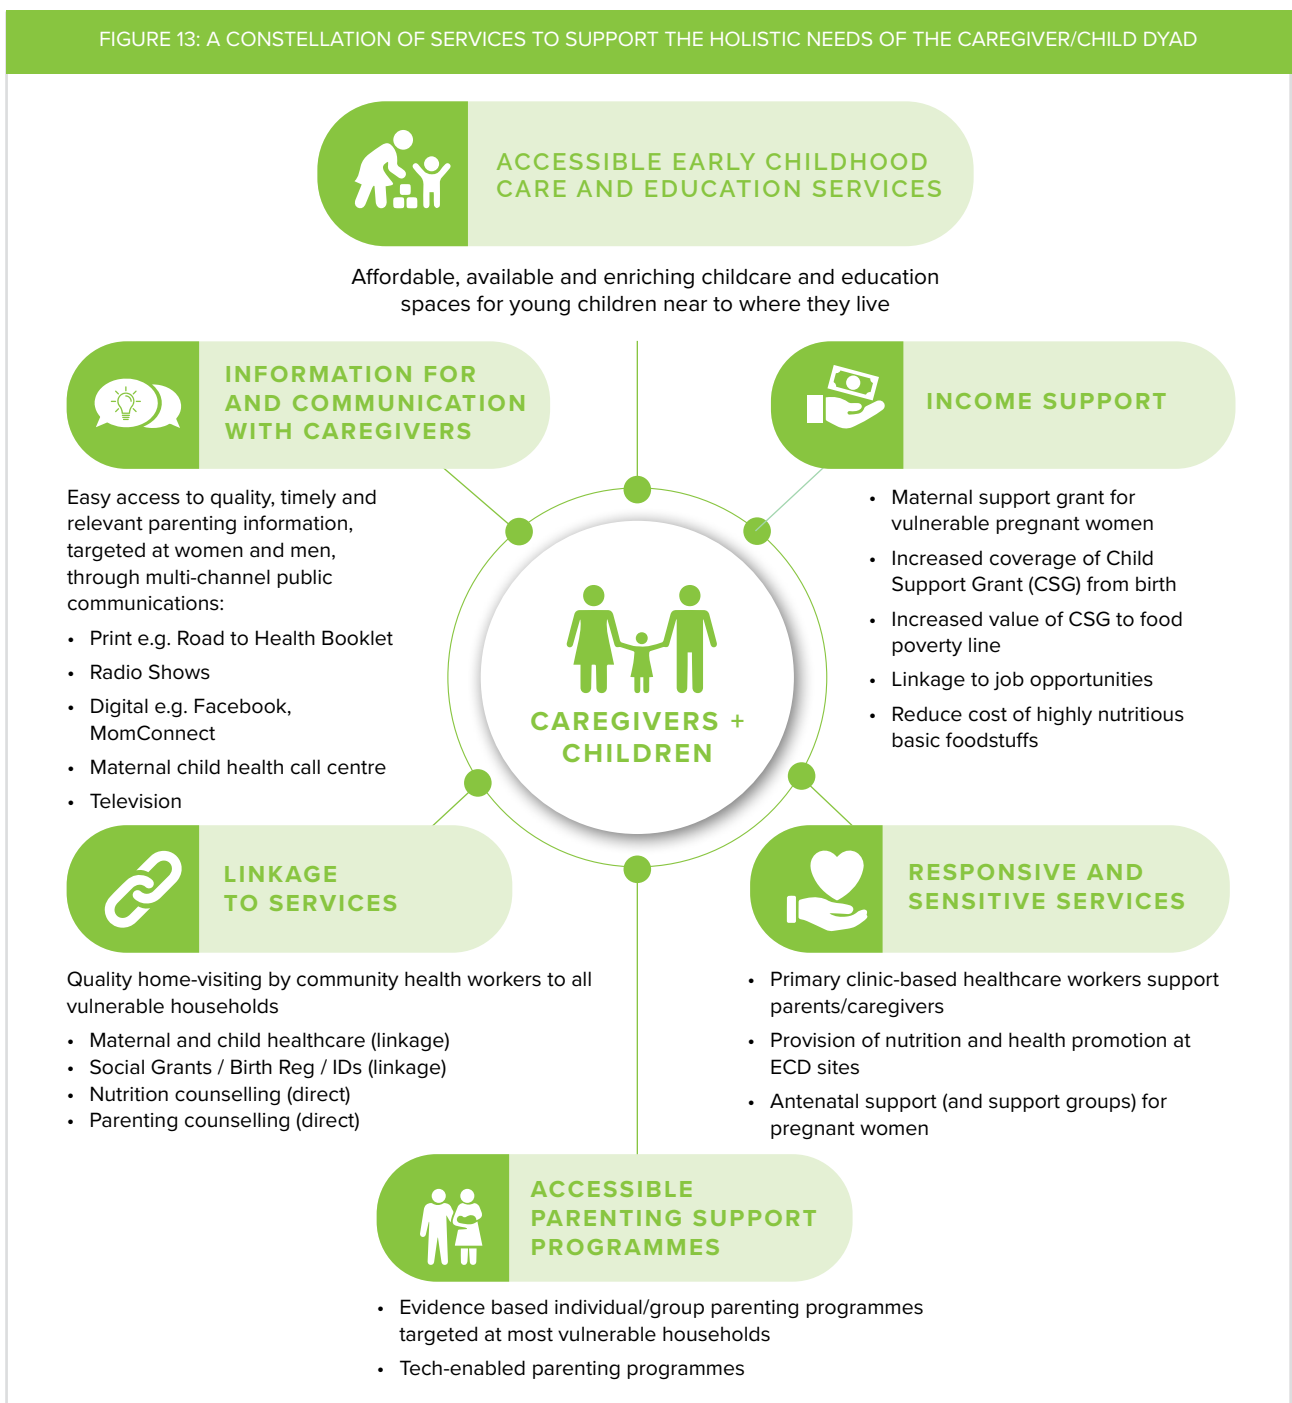 FIGURE 13: A CONSTELLATION OF SERVICES TO SUPPORT THE HOLISTIC NEEDS OF THE CAREGIVER/CHILD DYAD
ACCESSIBLE EARLY CHILDHOOD
CARE AND EDUCATION SERVICES
Affordable, available and enriching childcare and education
spaces for young children near to where they live
INFORMATION FOR
AND COMMUNICATION
WITH CAREGIVERS
Easy access to quality, timely and
relevant parenting information,
targeted at women and men,
through multi-channel public
communications:
• Print e.g. Road to Health Booklet
• Radio Shows
• Digital e.g. Facebook,
MomConnect
• Maternal child health call centre
• Television
INCOME SUPPORT
• Maternal support grant for
vulnerable pregnant women
• Increased coverage of Child
Support Grant (CSG) from birth
• Increased value of CSG to food
poverty line
• Linkage to job opportunities
• Reduce cost of highly nutritious
basic foodstuffs
CAREGIVERS +
CHILDREN
LINKAGE
TO SERVICES
Quality home-visiting by community health workers to all
vulnerable households
• Maternal and child healthcare (linkage)
• Social Grants / Birth Reg / IDs (linkage)
• Nutrition counselling (direct)
• Parenting counselling (direct)
RESPONSIVE AND
SENSITIVE SERVICES
• Primary clinic-based healthcare workers support
parents/caregivers
• Provision of nutrition and health promotion at
ECD sites
• Antenatal support (and support groups) for
pregnant women
ACCESSIBLE
PARENTING SUPPORT
PROGRAMMES
• Evidence based individual/group parenting programmes
targeted at most vulnerable households
• Tech-enabled parenting programmes